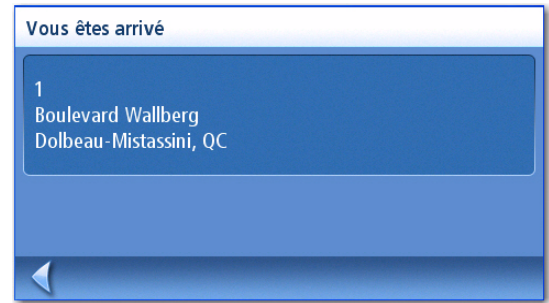 Vous êtes arrivé
1
Boulevard Wallberg
Dolbeau-Mistassini, QC